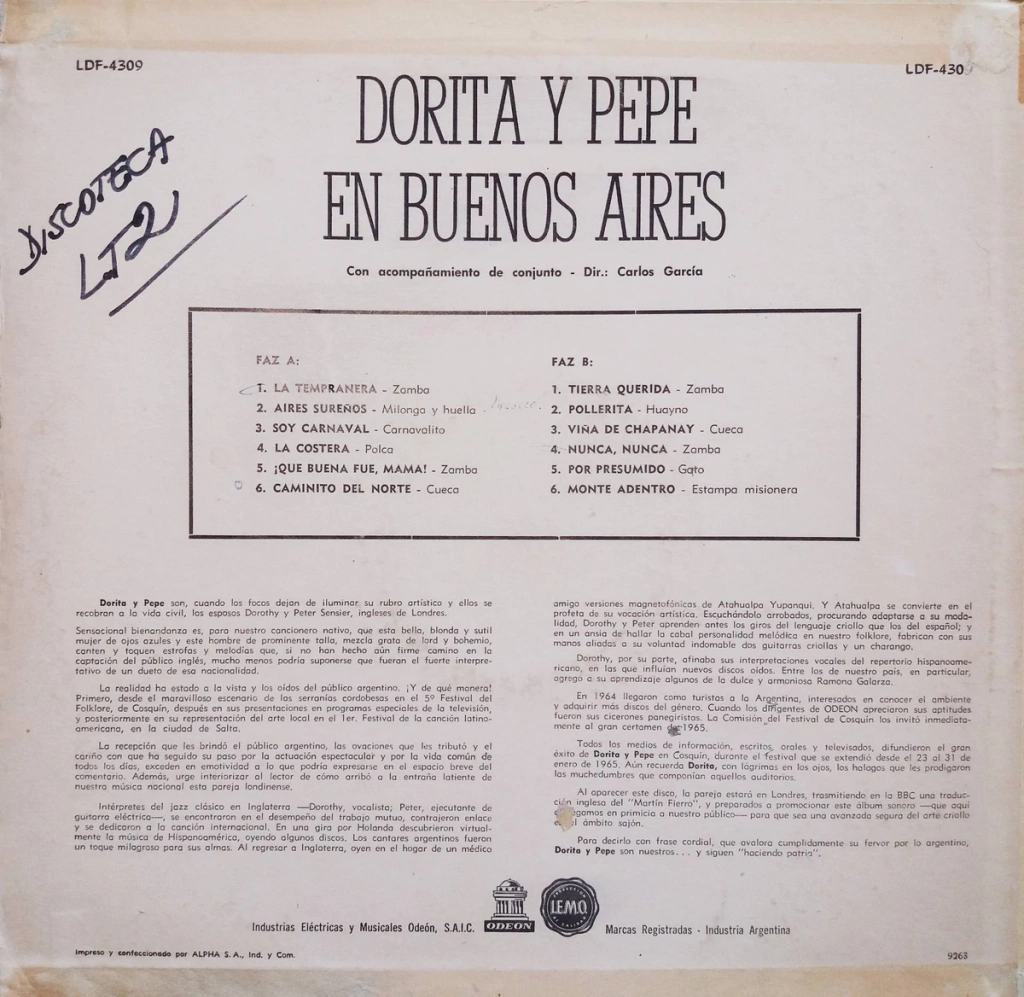 LDF-4309
LDF-430
DORITA Y PEPE
EN BUENOS AIRES
DISCOTECA
LT2
Con acompañamiento de conjunto - Dir.: Carlos García
FAZ A:
1. LA TEMPRANERA - Zamba
2. AIRES SUREÑOS - Milonga y huella
3. SOY CARNAVAL - Carnavalito
4. LA COSTERA - Polca
5. ¡QUE BUENA FUE, MAMA! - Zamba
6. CAMINITO DEL NORTE - Cueca
FAZ B:
1. TIERRA QUERIDA - Zamba
2. POLLERITA - Huayno
3. VIÑA DE CHAPANAY - Cueca
4. NUNCA, NUNCA - Zamba
5. POR PRESUMIDO - Gato
6. MONTE ADENTRO - Estampa misionera
Dorita y Pepe son, cuando los focos dejan de iluminar su rubro artístico y ellos se
recobran a la vida civil, los esposos Dorothy y Peter Sensier, ingleses de Londres.
Sensacional bienandanza es, para nuestro cancionero nativo, que esta bella, blonda y sutil
mujer de ojos azules y este hombre de prominente talla, mezcla grata de lord y bohemio,
canten y toquen estrofas y melodías que, si no han hecho aún firme camino en la
captación del público inglés, mucho menos podría suponerse que fueran el fuerte interpre-
tativo de un dueto de esa nacionalidad.
La realidad ha estado a la vista y los oídos del público argentino. ¡Y de qué manera!
Primero, desde el maravilloso escenario de las serranías cordobesas en el 5º Festival del
Folklore, de Cosquín, después en sus presentaciones en programas especiales de la televisión,
y posteriormente en su representación del arte local en el 1er. Festival de la canción latino-
americana, en la ciudad de Salta.
La recepción que les brindó el público argentino, las ovaciones que les tributó y el
cariño con que ha seguido su paso por la actuación espectacular y por la vida común de
todos los días, exceden en emotividad a lo que podría expresarse en el espacio breve del
comentario. Además, urge interiorizar al lector de cómo arribó a la entraña latiente de
nuestra música nacional esta pareja londinense.
Intérpretes del jazz clásico en Inglaterra —Dorothy, vocalista; Peter, ejecutante de
guitarra eléctrica—, se encontraron en el desempeño del trabajo mutuo, contrajeron enlace
y se dedicaron a la canción internacional. En una gira por Holanda descubrieron virtual-
mente la música de Hispanoamérica, oyendo algunos discos. Los cantares argentinos fueron
un toque milagroso para sus almas. Al regresar a Inglaterra, oyen en el hogar de un médico
amigo versiones magnetofónicas de Atahualpa Yupanqui. Y Atahualpa se convierte en el
profeta de su vocación artística. Escuchándolo arrobados, procurando adaptarse a su moda-
lidad, Dorothy y Peter aprenden antes los giros del lenguaje criollo que los del español; y
en un ansia de hallar la cabal personalidad melódica en nuestro folklore, fabrican con sus
manos aliadas a su voluntad indomable dos guitarras criollas y un charango.
Dorothy, por su parte, afinaba sus interpretaciones vocales del repertorio hispanoame-
ricano, en las que influían nuevos discos oídos. Entre los de nuestro país, en particular,
agregó a su aprendizaje algunos de la dulce y armoniosa Ramona Galarza.
En 1964 llegaron como turistas a la Argentina, interesados en conocer el ambiente
y adquirir más discos del género. Cuando los dirigentes de ODEON apreciaron sus aptitudes
fueron sus cicerones panegiristas. La Comisión del Festival de Cosquín los invitó inmediata-
mente al gran certamen de 1965.
Todos los medios de información, escritos, orales y televisados, difundieron el gran
éxito de Dorita y Pepe en Cosquín, durante el festival que se extendió desde el 23 al 31 de
enero de 1965. Aún recuerda Dorita, con lágrimas en los ojos, los halagos que les prodigaron
las muchedumbres que componían aquellos auditorios.
Al aparecer este disco, la pareja estará en Londres, trasmitiendo en la BBC una traduc-
ción inglesa del "Martín Fierro", y preparados a promocionar este álbum sonoro —que aquí
gamos en primicia a nuestro público— para que sea una avanzada segura del arte criollo
el ámbito sajón.
Para decirlo con frase cordial, que avalora cumplidamente su fervor por lo argentino,
Dorita y Pepe son nuestros... y siguen "haciendo patria".
Industrias Eléctricas y Musicales Odeón, S.A.I.C.
ODEON
I.E.M.O.
Marcas Registradas - Industria Argentina
Impreso y confeccionado por ALPHA S. A., Ind. y Com.
9263